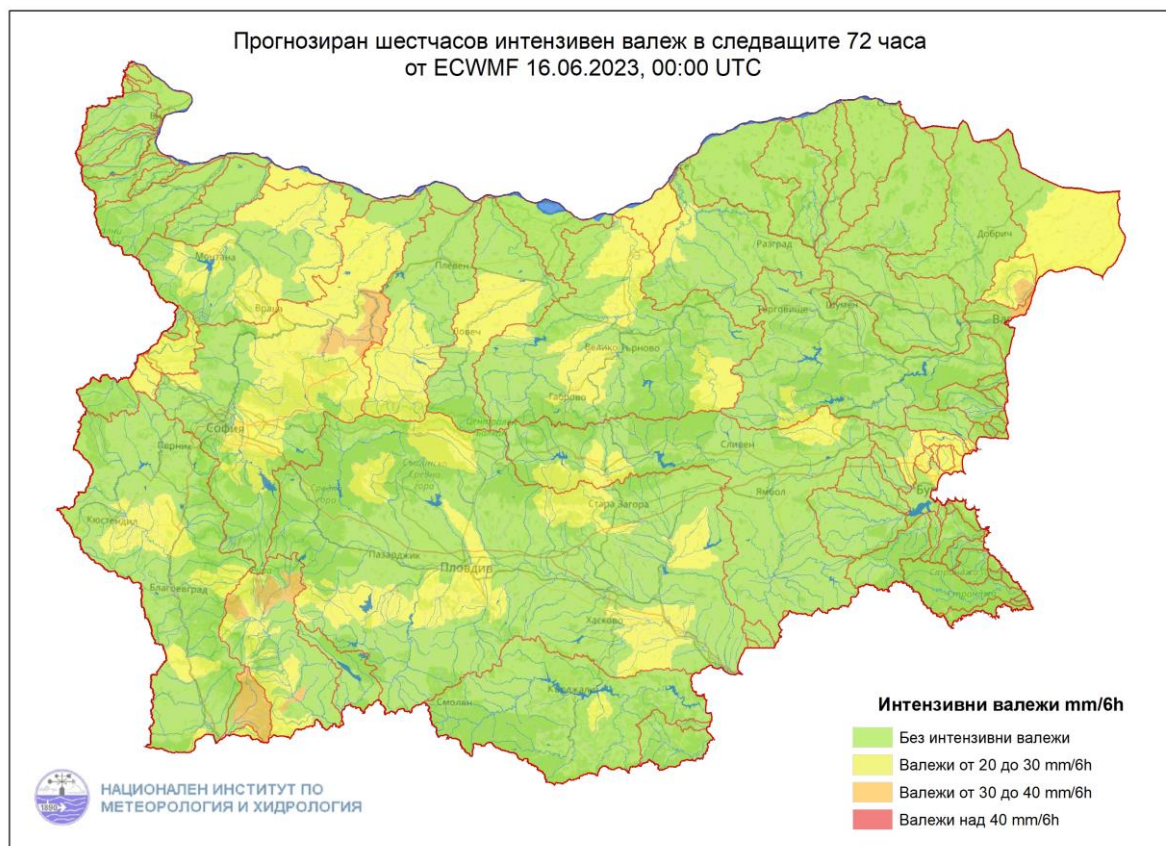 Прогнозиран шестчасов интензивен валеж в следващите 72 часа
от ECWMF 16.06.2023, 00:00 UTC
Монтана
Враца
Плевен
Ловеч
Разград
Добрич
Търговище
Шумен
Велико Търново
Габрово
София
Перник
Сливен
Кюстендил
Стара Загора
Ямбол
Пазарджик
Пловдив
Благоевград
Хасково
Смолян
Кърджали
Интензивни валежи mm/6h
Без интензивни валежи
Валежи от 20 до 30 mm/6h
Валежи от 30 до 40 mm/6h
Валежи над 40 mm/6h
1890
НАЦИОНАЛЕН ИНСТИТУТ ПО
МЕТЕОРОЛОГИЯ И ХИДРОЛОГИЯ